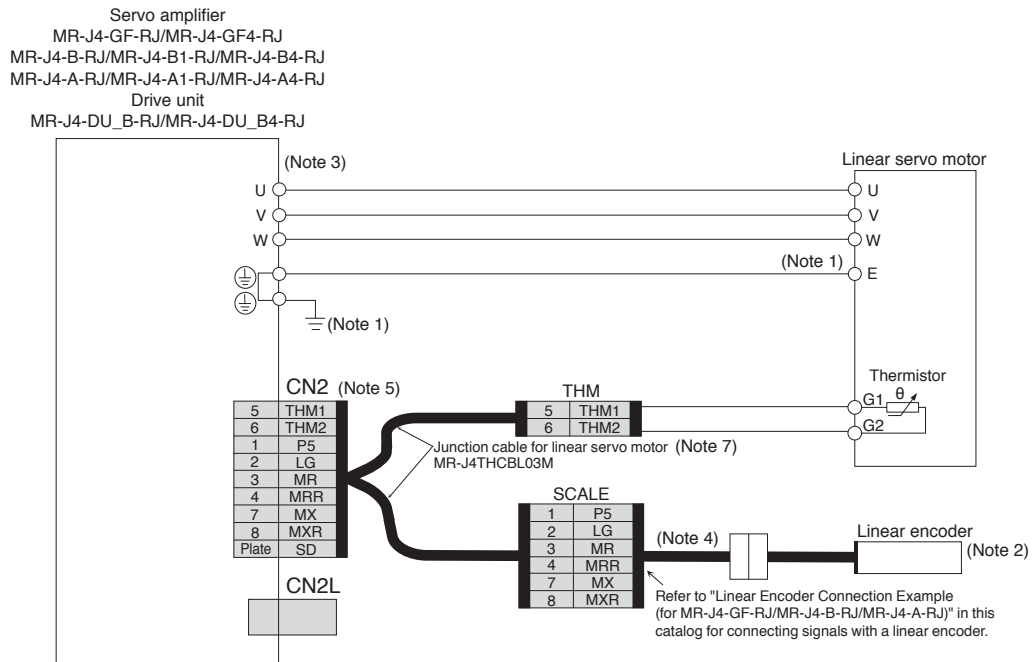 Servo amplifier
MR-J4-GF-RJ/MR-J4-GF4-RJ
MR-J4-B-RJ/MR-J4-B1-RJ/MR-J4-B4-RJ
MR-J4-A-RJ/MR-J4-A1-RJ/MR-J4-A4-RJ
Drive unit
MR-J4-DU_B-RJ/MR-J4-DU_B4-RJ
(Note 3)
Linear servo motor
U U
V V
W W
(Note 1)
E
(Note 1)
CN2 (Note 5)
5 THM1
6 THM2
1 P5
2 LG
3 MR
4 MRR
7 MX
8 MXR
Plate SD
CN2L
THM
5 THM1
6 THM2
Junction cable for linear servo motor (Note 7)
MR-J4THCBL03M
Thermistor
G1 θ
G2
SCALE
1 P5
2 LG
3 MR
4 MRR
7 MX
8 MXR
(Note 4)
Linear encoder
(Note 2)
Refer to "Linear Encoder Connection Example
(for MR-J4-GF-RJ/MR-J4-B-RJ/MR-J4-A-RJ)" in this
catalog for connecting signals with a linear encoder.